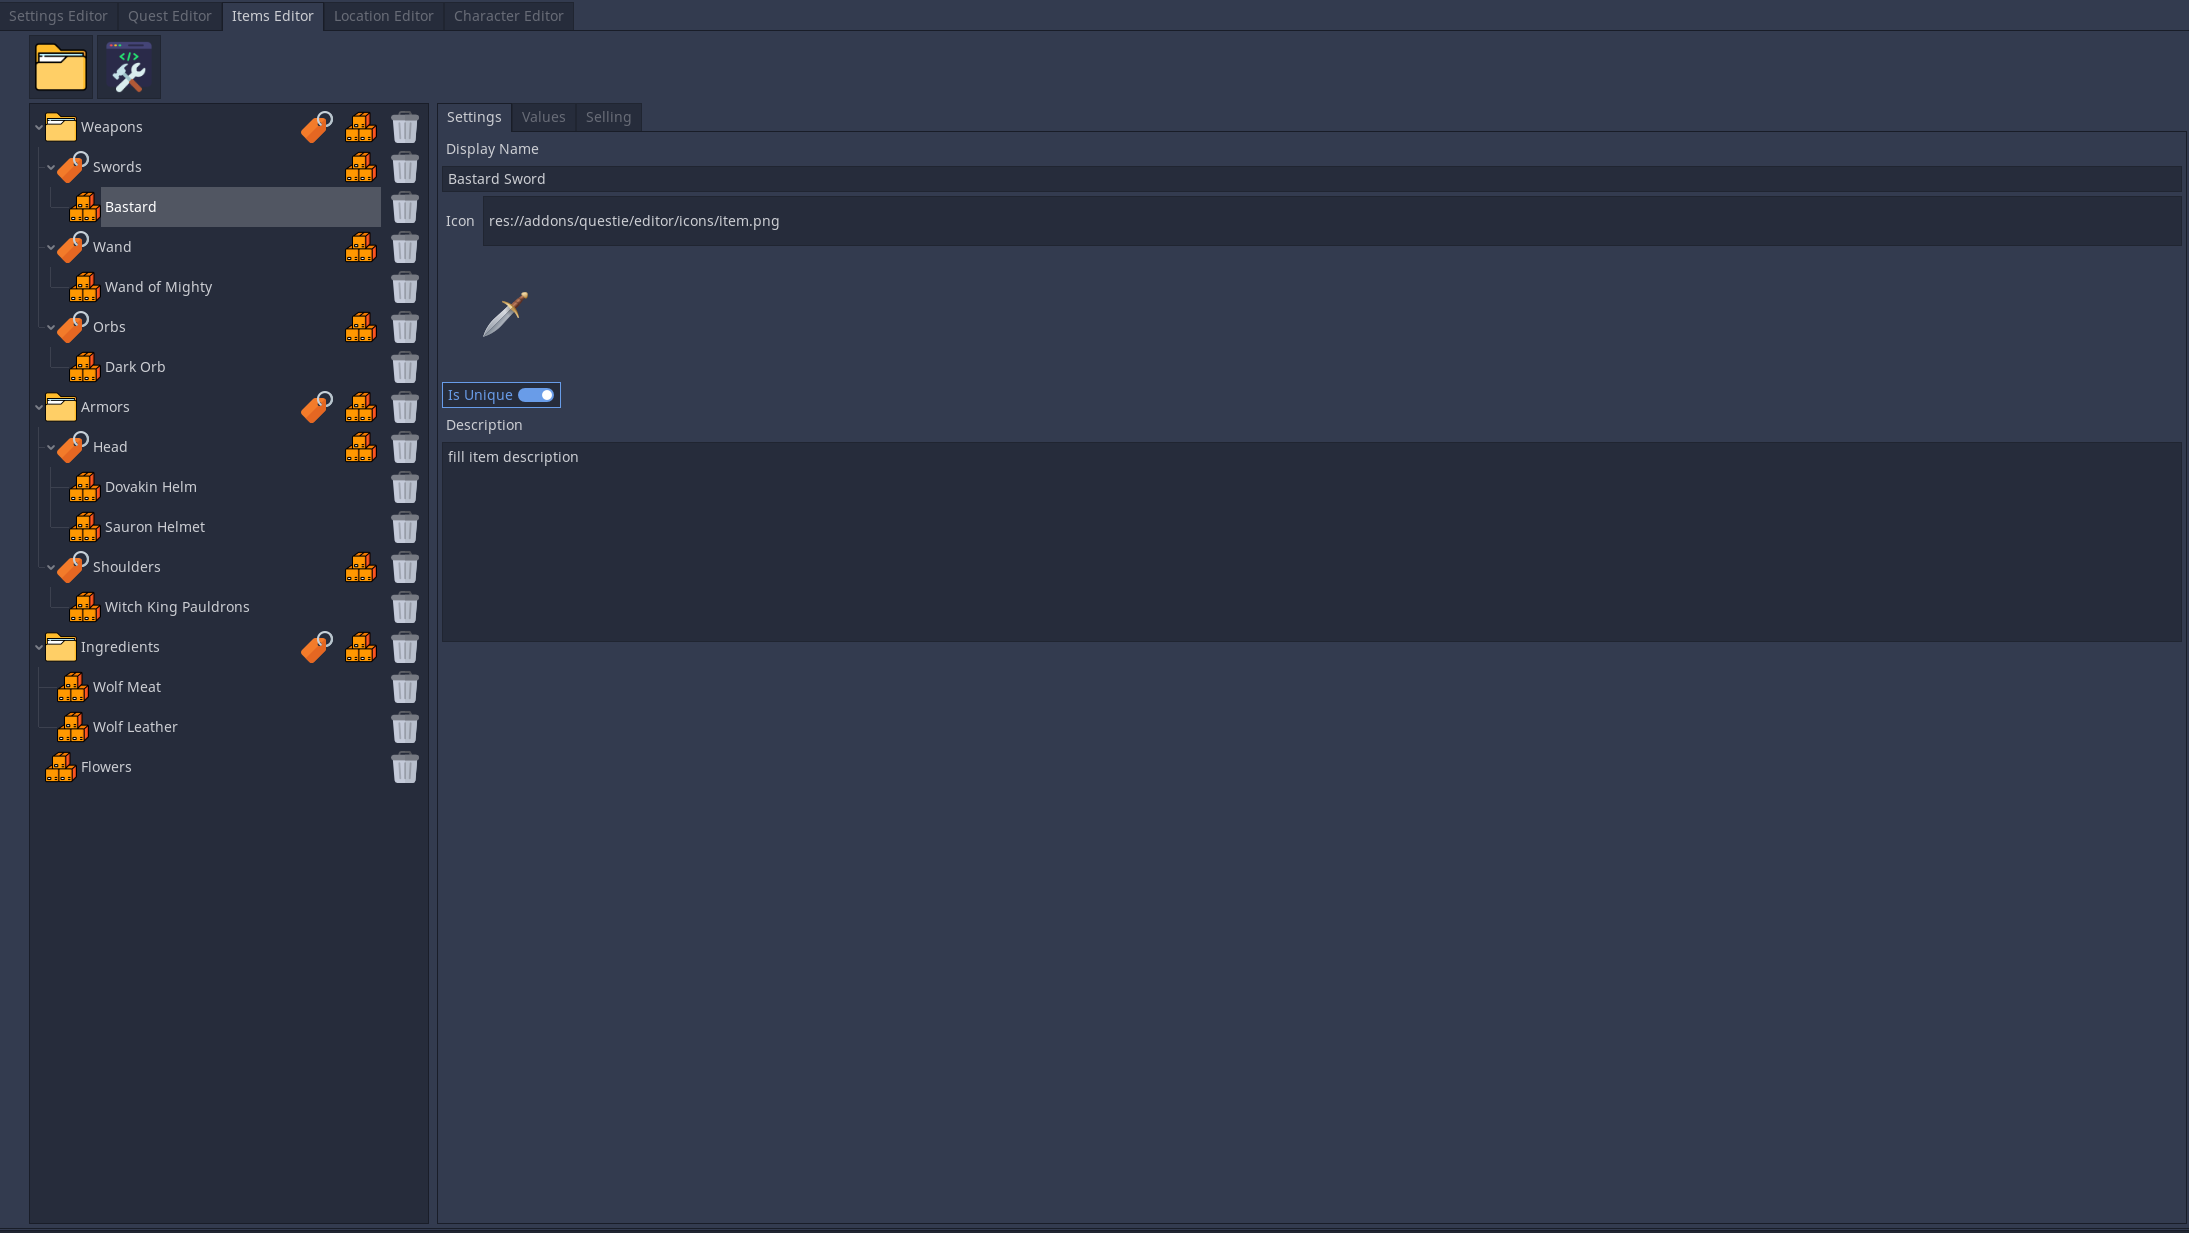 Settings Editor Quest Editor Items Editor Location Editor Character Editor
</>
Weapons
Swords
Bastard
Wand
Wand of Mighty
Orbs
Dark Orb
Armors
Head
Dovakin Helm
Sauron Helmet
Shoulders
Witch King Pauldrons
Ingredients
Wolf Meat
Wolf Leather
Flowers
Settings Values Selling
Display Name
Bastard Sword
Icon res://addons/questie/editor/icons/item.png
Is Unique
Description
fill item description